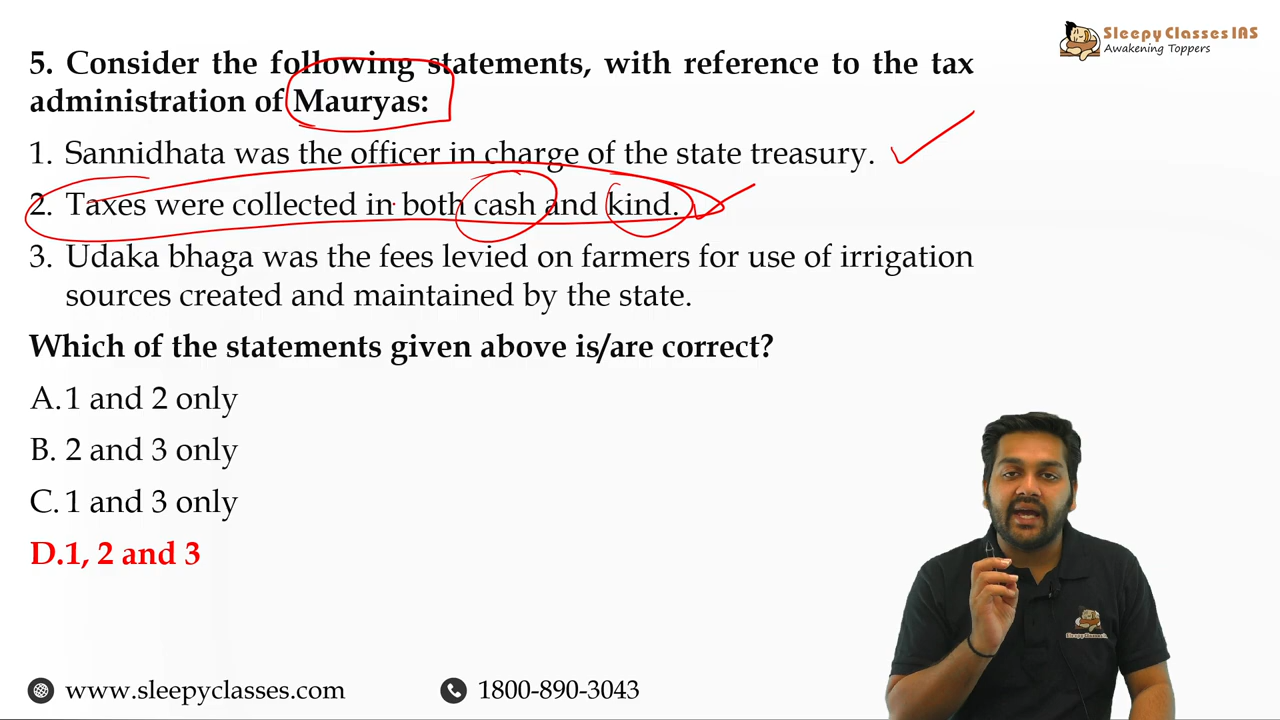 Sleepy Classes IAS
Awakening Toppers
5. Consider the following statements, with reference to the tax
administration of Mauryas:
1. Sannidhata was the officer in charge of the state treasury.
2. Taxes were collected in both cash and kind.
3. Udaka bhaga was the fees levied on farmers for use of irrigation
sources created and maintained by the state.
Which of the statements given above is/are correct?
A. 1 and 2 only
B. 2 and 3 only
C. 1 and 3 only
D.1, 2 and 3
www.sleepyclasses.com
1800-890-3043